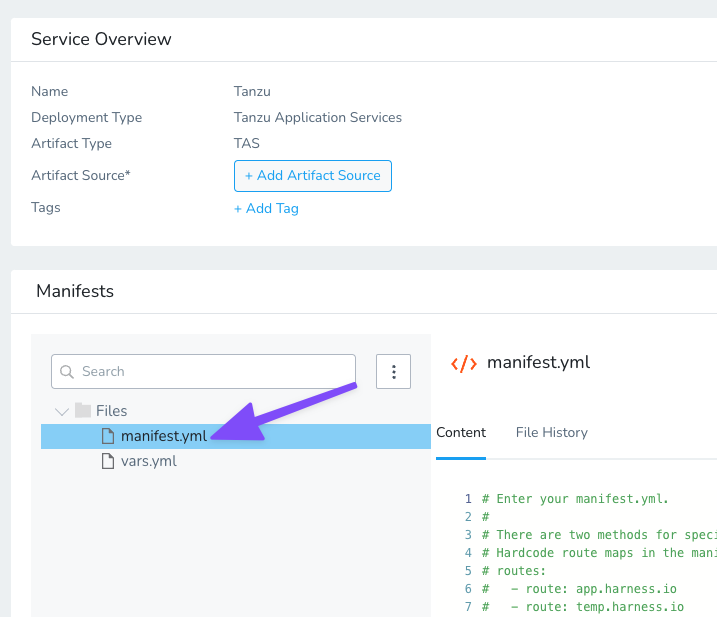 Service Overview
Name Tanzu
Deployment Type Tanzu Application Services
Artifact Type TAS
Artifact Source* + Add Artifact Source
Tags + Add Tag
Manifests
Search
</> manifest.yml
Files
manifest.yml
vars.yml
Content File History
1 # Enter your manifest.yml.
2 #
3 # There are two methods for speci
4 # Hardcode route maps in the mani
5 # routes:
6 #   - route: app.harness.io
7 #   - route: temp.harness.io